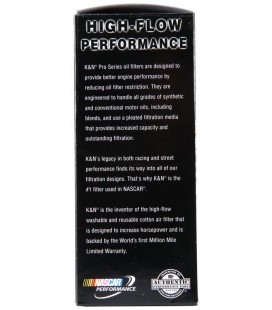 HIGH-FLOW
PERFORMANCE
K&N® Pro Series oil filters are designed to
provide better engine performance by
reducing oil filter restriction. They are
engineered to handle all grades of synthetic
and conventional motor oils, including
blends, and use a pleated filtration media
that provides increased capacity and
outstanding filtration.
K&N's legacy in both racing and street
performance finds its way into all of our
filtration designs. That's why K&N® is the
#1 filter used in NASCAR®.
K&N® is the inventor of the high-flow
washable and reusable cotton air filter that
is designed to increase horsepower and is
backed by the World's first Million Mile
Limited Warranty.
NASCAR
PERFORMANCE
AUTHENTIC